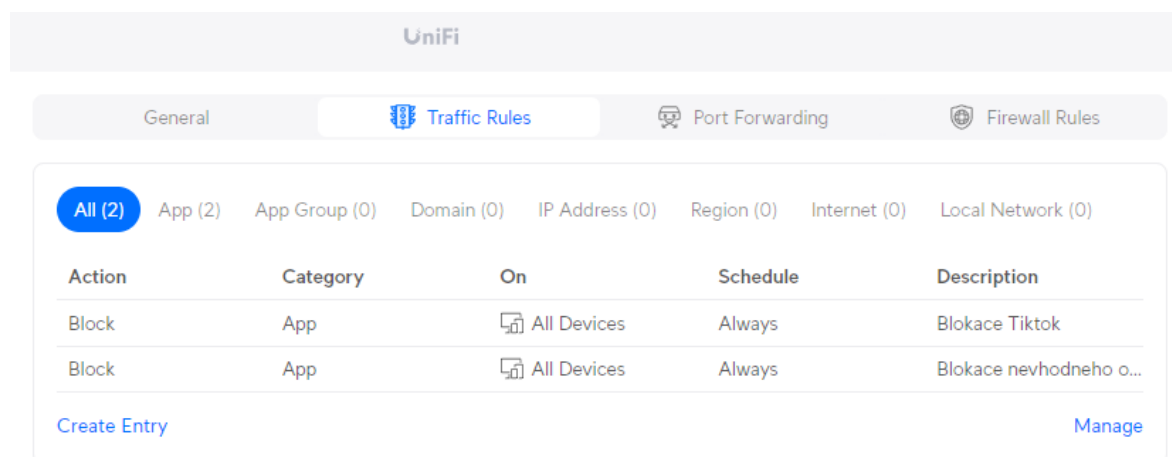 UniFi
General Traffic Rules Port Forwarding Firewall Rules
All (2) App (2) App Group (0) Domain (0) IP Address (0) Region (0) Internet (0) Local Network (0)
Action Category On Schedule Description
Block App All Devices Always Blokace Tiktok
Block App All Devices Always Blokace nevhodneho o...
Create Entry Manage